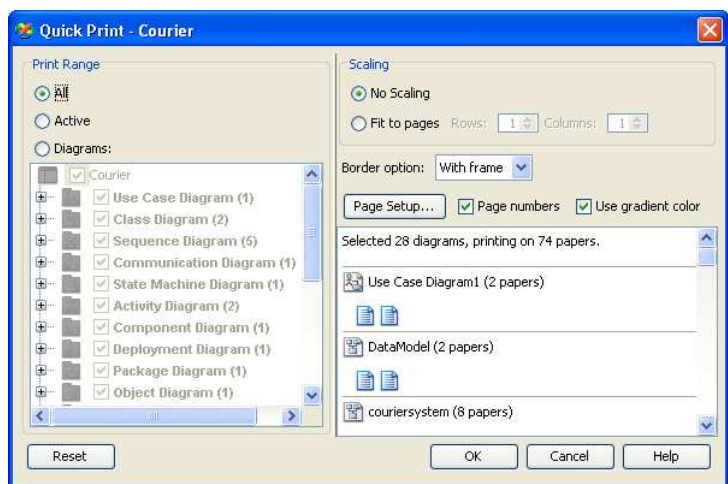 Quick Print - Courier
Print Range
All
Active
Diagrams:
Courier
Use Case Diagram (1)
Class Diagram (2)
Sequence Diagram (5)
Communication Diagram (1)
State Machine Diagram (1)
Activity Diagram (2)
Component Diagram (1)
Deployment Diagram (1)
Package Diagram (1)
Object Diagram (1)
Scaling
No Scaling
Fit to pages Rows: 1 Columns: 1
Border option: With frame
Page Setup... Page numbers Use gradient color
Selected 28 diagrams, printing on 74 papers.
Use Case Diagram1 (2 papers)
DataModel (2 papers)
couriersystem (8 papers)
Reset OK Cancel Help